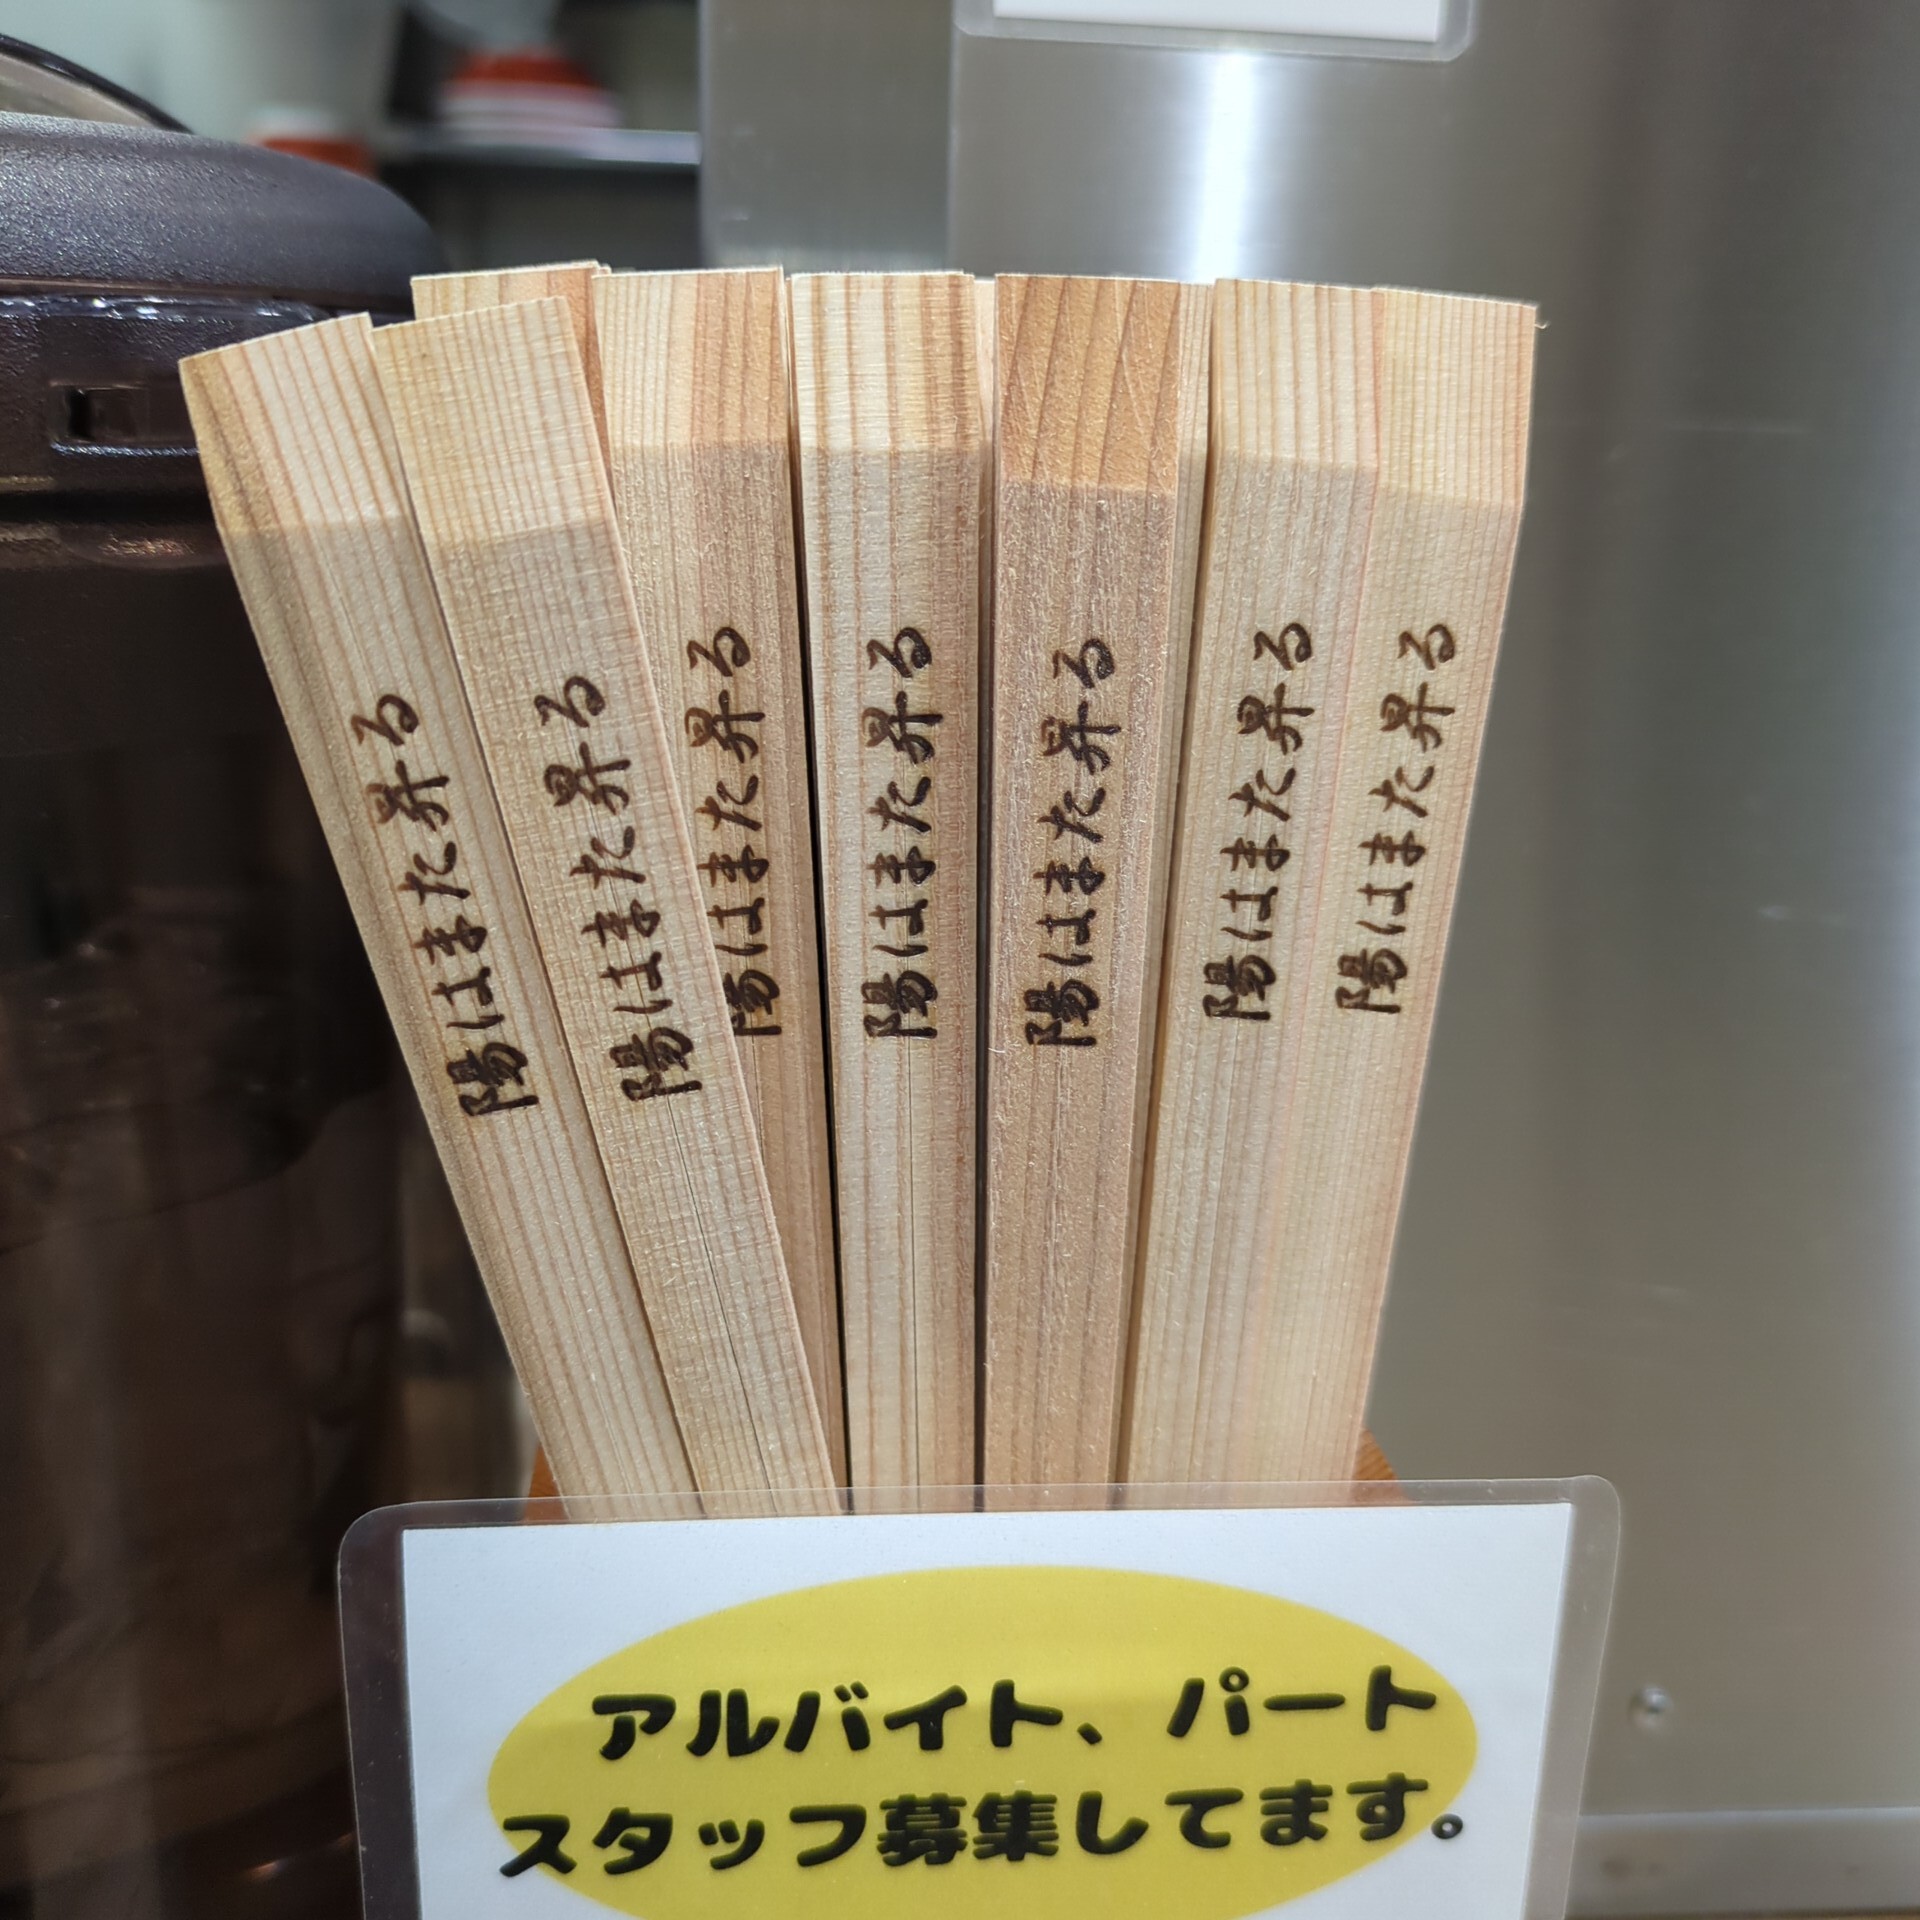 陽はまた昇る
陽はまた昇る
陽はまた昇る
陽はまた昇る
陽はまた昇る
陽はまた昇る
陽はまた昇る
アルバイト、パート
スタッフ募集してます。